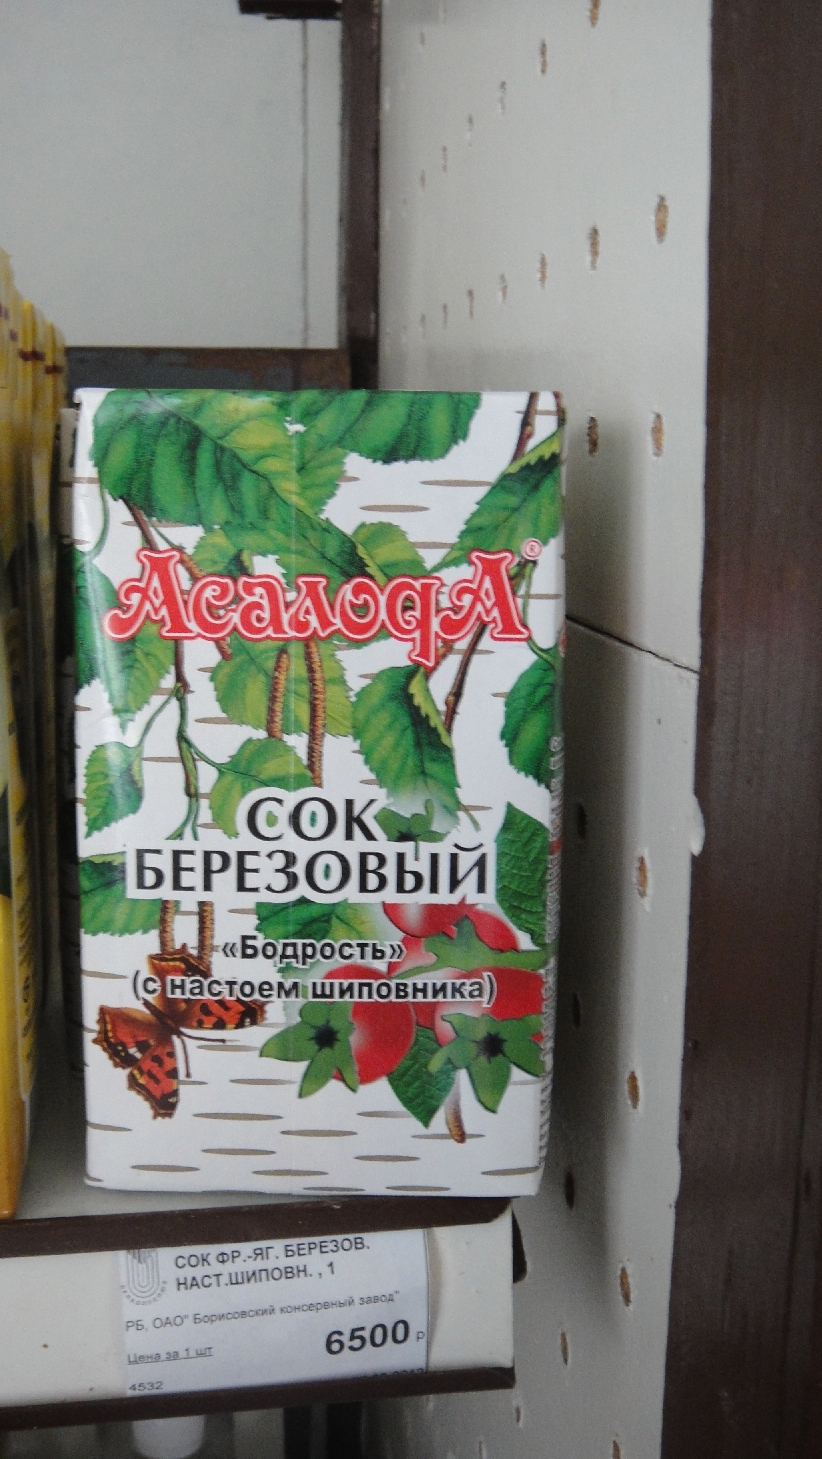 АсалодА®
СОК
БЕРЕЗОВЫЙ
«Бодрость»
(с настоем шиповника)
СОК ФР.-ЯГ. БЕРЕЗОВ.
НАСТ.ШИПОВН. , 1
РБ, ОАО" Борисовский консервный завод"
6500 р
Цена за 1 шт
4532